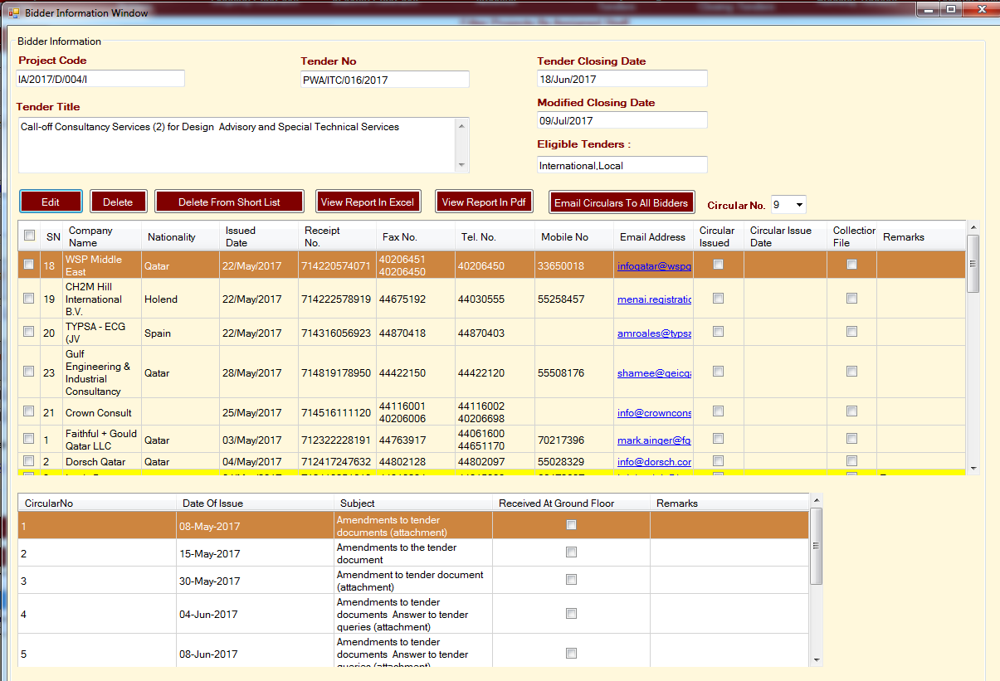 Bidder Information Window
Bidder Information
Project Code
IA/2017/D/004/I
Tender No
PWA/ITC/016/2017
Tender Closing Date
18/Jun/2017
Tender Title
Call-off Consultancy Services (2) for Design  Advisory and Special Technical Services
Modified Closing Date
09/Jul/2017
Eligible Tenders :
International,Local
Edit
Delete
Delete From Short List
View Report In Excel
View Report In Pdf
Email Circulars To All Bidders
Circular No.
9
SN
Company
Name
Nationality
Issued
Date
Receipt
No.
Fax No.
Tel. No.
Mobile No
Email Address
Circular
Issued
Circular Issue
Date
Collection
File
Remarks
18
WSP Middle
East
Qatar
22/May/2017
714220574071
40206451
40206450
40206450
33650018
infoqatar@wspg
19
CH2M Hill
International
B.V.
Holend
22/May/2017
714222578919
44675192
44030555
55258457
menai.registratic
20
TYPSA - ECG
(JV
Spain
22/May/2017
714316056923
44870418
44870403
amroales@typsa
23
Gulf
Engineering &
Industrial
Consultancy
Qatar
28/May/2017
714819178950
44422150
44422120
55508176
shamee@geicqa
21
Crown Consult
25/May/2017
714516111120
44116001
40206006
44116002
40206698
info@crowncons
1
Faithful + Gould
Qatar LLC
Qatar
03/May/2017
712322228191
44763917
44061600
44651170
70217396
mark.ainger@fg
2
Dorsch Qatar
Qatar
04/May/2017
712417247632
44802128
44802097
55028329
info@dorsch.cor
CircularNo
Date Of Issue
Subject
Received At Ground Floor
Remarks
1
08-May-2017
Amendments to tender
documents (attachment)
2
15-May-2017
Amendments to the tender
document
3
30-May-2017
Amendment to tender document
(attachment)
4
04-Jun-2017
Amendments to tender
documents  Answer to tender
queries (attachment)
5
08-Jun-2017
Amendments to tender
documents  Answer to tender
queries (attachment)